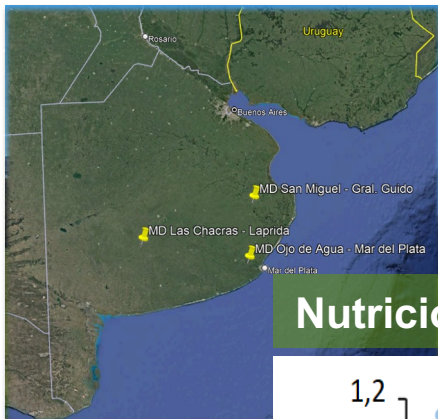 Uruguay
Rosario
Buenos Aires
MD San Miguel - Gral. Guido
MD Las Chacras - Laprida
MD Ojo de Agua - Mar del Plata
Mar del Plata
Nutrici
1,2